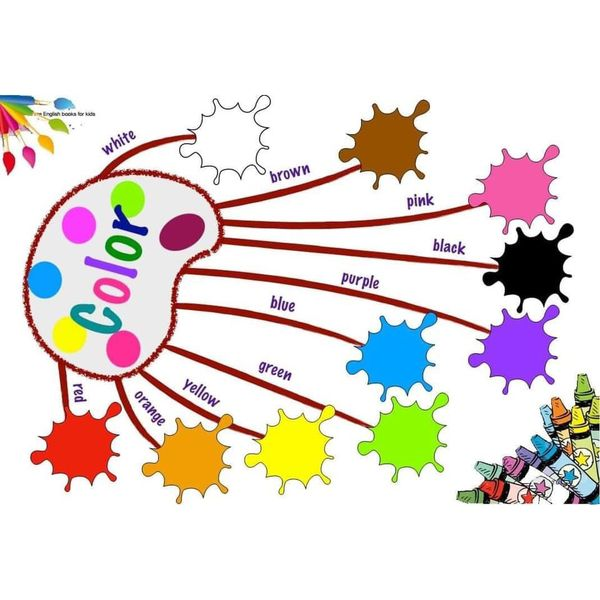 English books for kids
white
brown
pink
black
purple
blue
green
yellow
orange
red
Color